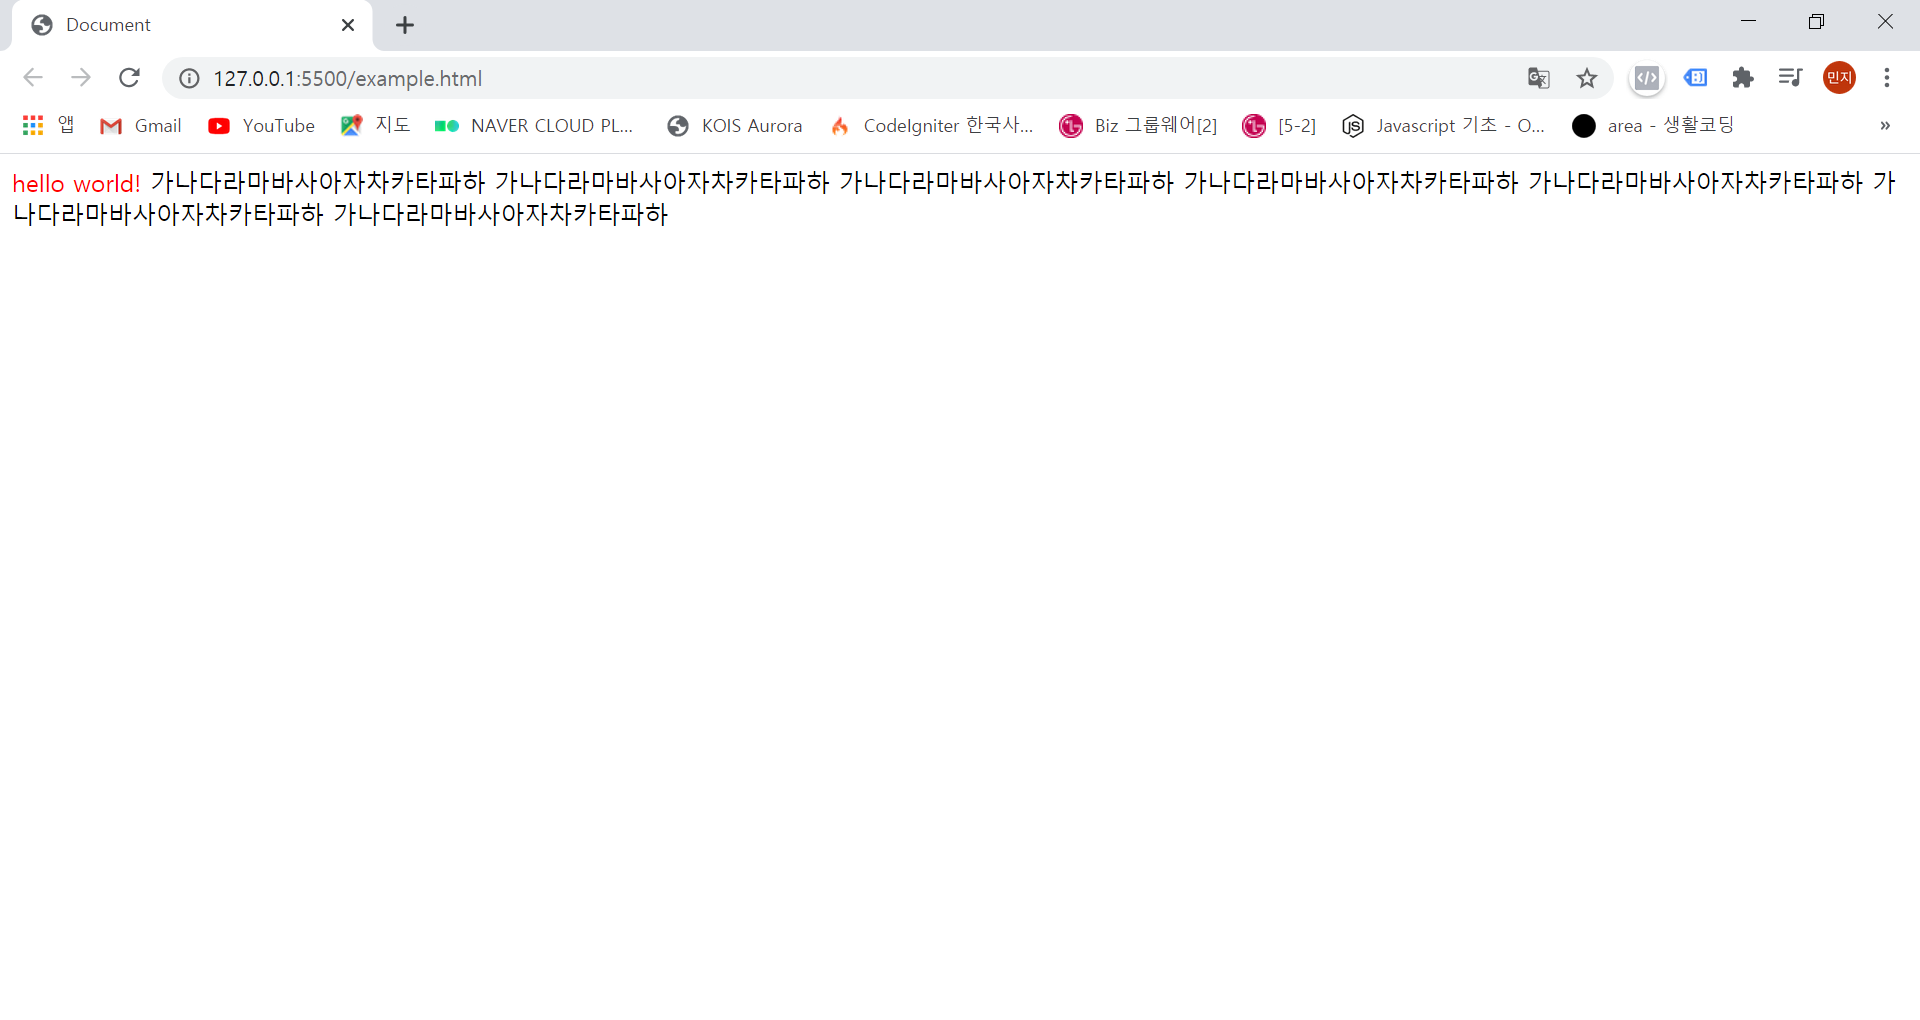 Document
127.0.0.1:5500/example.html
민지
앱 Gmail YouTube 지도 NAVER CLOUD PL... KOIS Aurora CodeIgniter 한국사... Biz 그룹웨어[2] [5-2] Javascript 기초 - O... area - 생활코딩 »
hello world! 가나다라마바사아자차카타파하 가나다라마바사아자차카타파하 가나다라마바사아자차카타파하 가나다라마바사아자차카타파하 가나다라마바사아자차카타파하 가
나다라마바사아자차카타파하 가나다라마바사아자차카타파하